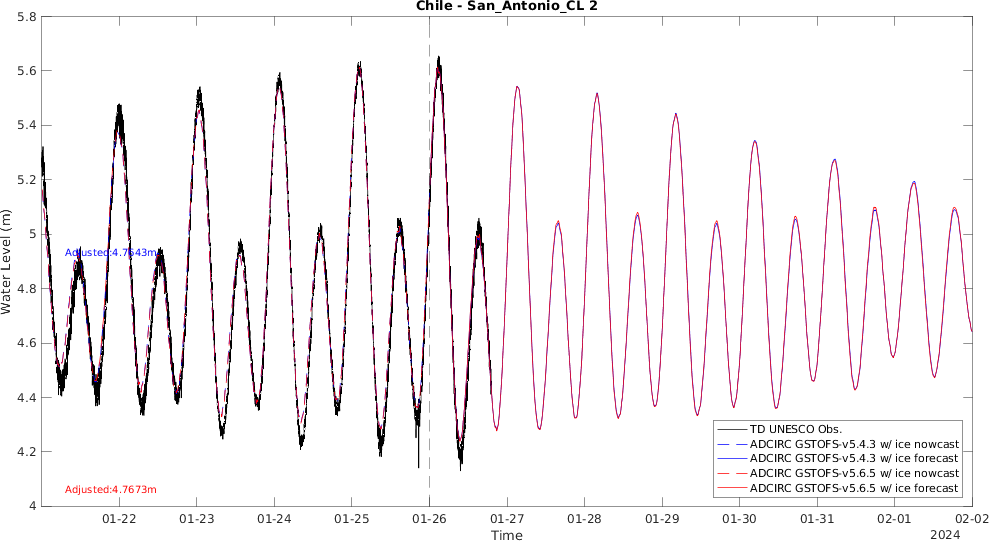 Chile - San_Antonio_CL 2
5.8
5.6
5.4
5.2
5
4.8
4.6
4.4
4.2
4
Water Level (m)
Adjusted:4.7643m
Adjusted:4.7673m
TD UNESCO Obs.
ADCIRC GSTOFS-v5.4.3 w/ ice nowcast
ADCIRC GSTOFS-v5.4.3 w/ ice forecast
ADCIRC GSTOFS-v5.6.5 w/ ice nowcast
ADCIRC GSTOFS-v5.6.5 w/ ice forecast
01-22 01-23 01-24 01-25 01-26 01-27 01-28 01-29 01-30 01-31 02-01 02-02
Time
2024